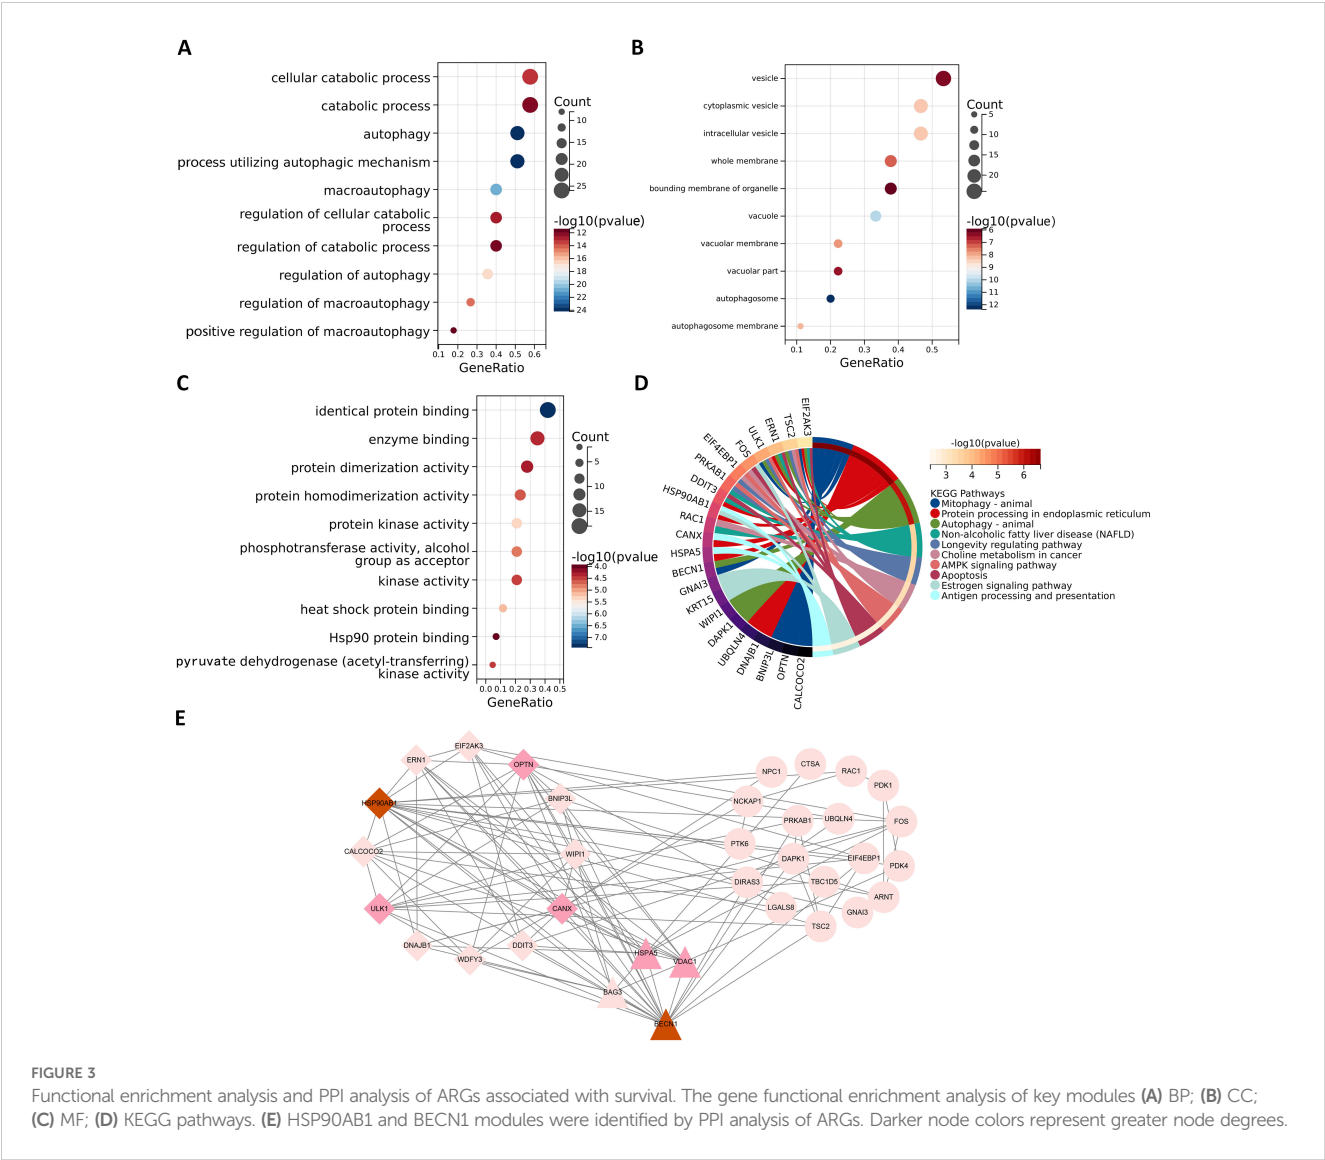 A
cellular catabolic process
catabolic process
autophagy
process utilizing autophagic mechanism
macroautophagy
regulation of cellular catabolic
process
regulation of catabolic process
regulation of autophagy
regulation of macroautophagy
positive regulation of macroautophagy
0.1 0.2 0.3 0.4 0.5 0.6
GeneRatio
Count
10
15
20
25
-log10(pvalue)
12
14
16
18
20
22
24
B
vesicle
cytoplasmic vesicle
intracellular vesicle
whole membrane
bounding membrane of organelle
vacuole
vacuolar membrane
vacuolar part
autophagosome
autophagosome membrane
0.1 0.2 0.3 0.4 0.5
GeneRatio
Count
5
10
15
20
-log10(pvalue)
6
7
8
9
10
11
12
C
identical protein binding
enzyme binding
protein dimerization activity
protein homodimerization activity
protein kinase activity
phosphotransferase activity, alcohol
group as acceptor
kinase activity
heat shock protein binding
Hsp90 protein binding
pyruvate dehydrogenase (acetyl-transferring)
kinase activity
0.0 0.1 0.2 0.3 0.4 0.5
GeneRatio
Count
5
10
15
-log10(pvalue
4.0
4.5
5.0
5.5
6.0
6.5
7.0
D
EIF2AK3
TSC2
ERN1
ULK1
FOS
EIF4EBP1
PRKAB1
DDIT3
HSP90AB1
RAC1
CANX
HSPA5
BECN1
GNAI3
KRT15
WIPI1
DAPK1
UBQLN4
DNAJB1
BNIP3L
OPTN
CALCOCO2
-log10(pvalue)
3 4 5 6
KEGG Pathways
Mitophagy - animal
Protein processing in endoplasmic reticulum
Autophagy - animal
Non-alcoholic fatty liver disease (NAFLD)
Longevity regulating pathway
Choline metabolism in cancer
AMPK signaling pathway
Apoptosis
Estrogen signaling pathway
Antigen processing and presentation
E
EIF2AK3
ERN1
OPTN
HSP90AB1
BNIP3L
CALCOCO2
WIPI1
ULK1
CANX
DNAJB1
WDFY3
DDIT3
HSPA5
VDAC1
BAG3
BECN1
NPC1
CTSA
RAC1
PDK1
NCKAP1
PRKAB1
UBQLN4
FOS
PTK6
DAPK1
EIF4EBP1
PDK4
DIRAS3
TBC1D5
ARNT
LGALS8
GNAI3
TSC2
FIGURE 3
Functional enrichment analysis and PPI analysis of ARGs associated with survival. The gene functional enrichment analysis of key modules (A) BP; (B) CC;
(C) MF; (D) KEGG pathways. (E) HSP90AB1 and BECN1 modules were identified by PPI analysis of ARGs. Darker node colors represent greater node degrees.